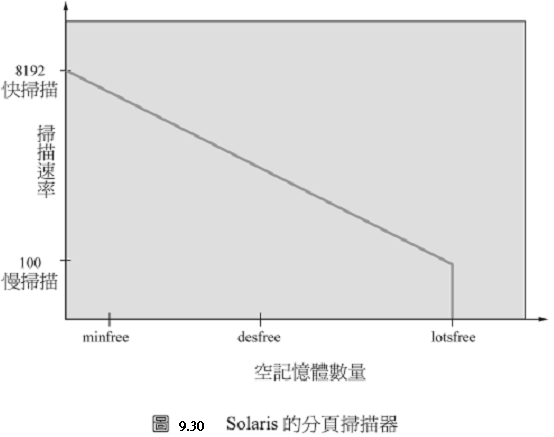 8192
快掃描
掃描速率
100
慢掃描
minfree
desfree
lotsfree
空記憶體數量
圖 9.30 Solaris 的分頁掃描器